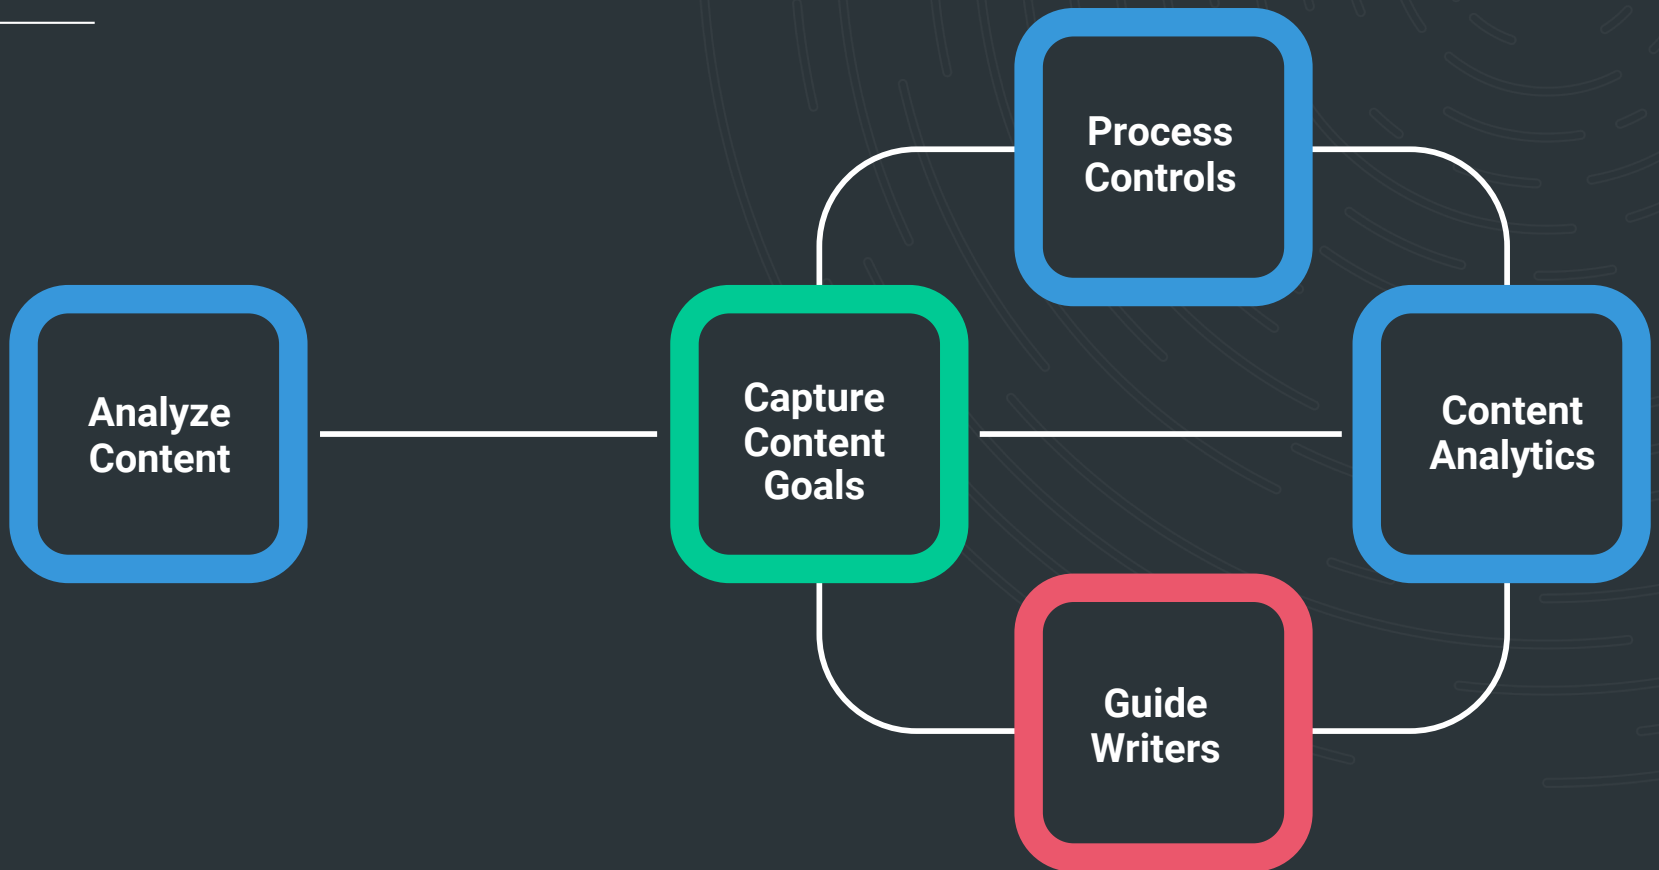 Process
Controls
Analyze
Content
Capture
Content
Goals
Content
Analytics
Guide
Writers